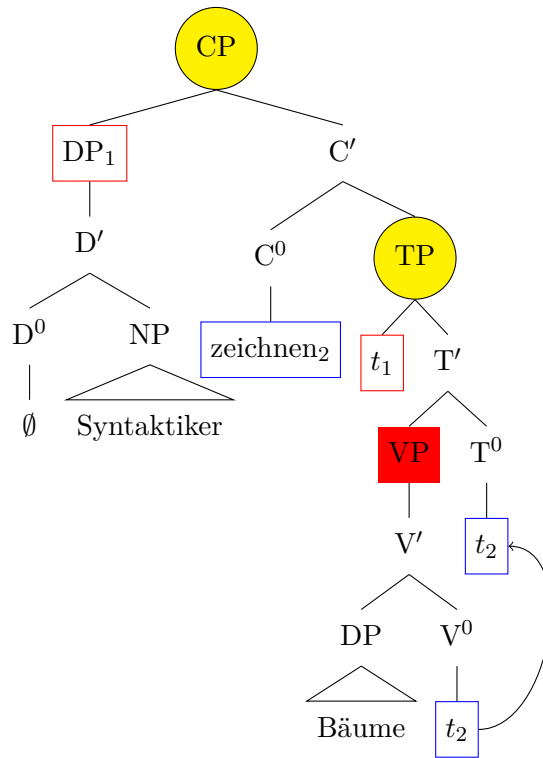 CP
DP₁ C′
D′ C⁰ TP
D⁰ NP zeichnen₂ t₁ T′
∅ Syntaktiker VP T⁰
V′ t₂
DP V⁰
Bäume t₂